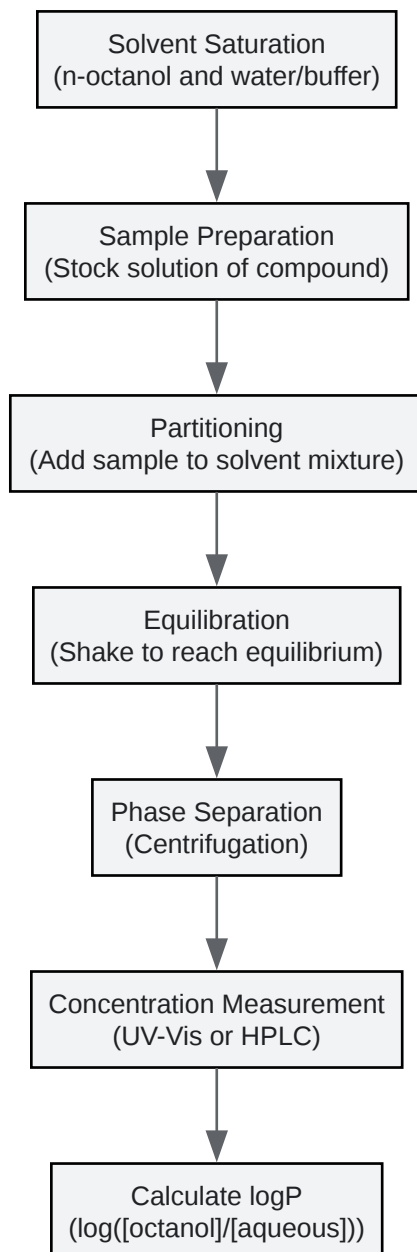 Solvent Saturation
(n-octanol and water/buffer)
Sample Preparation
(Stock solution of compound)
Partitioning
(Add sample to solvent mixture)
Equilibration
(Shake to reach equilibrium)
Phase Separation
(Centrifugation)
Concentration Measurement
(UV-Vis or HPLC)
Calculate logP
(log([octanol]/[aqueous]))